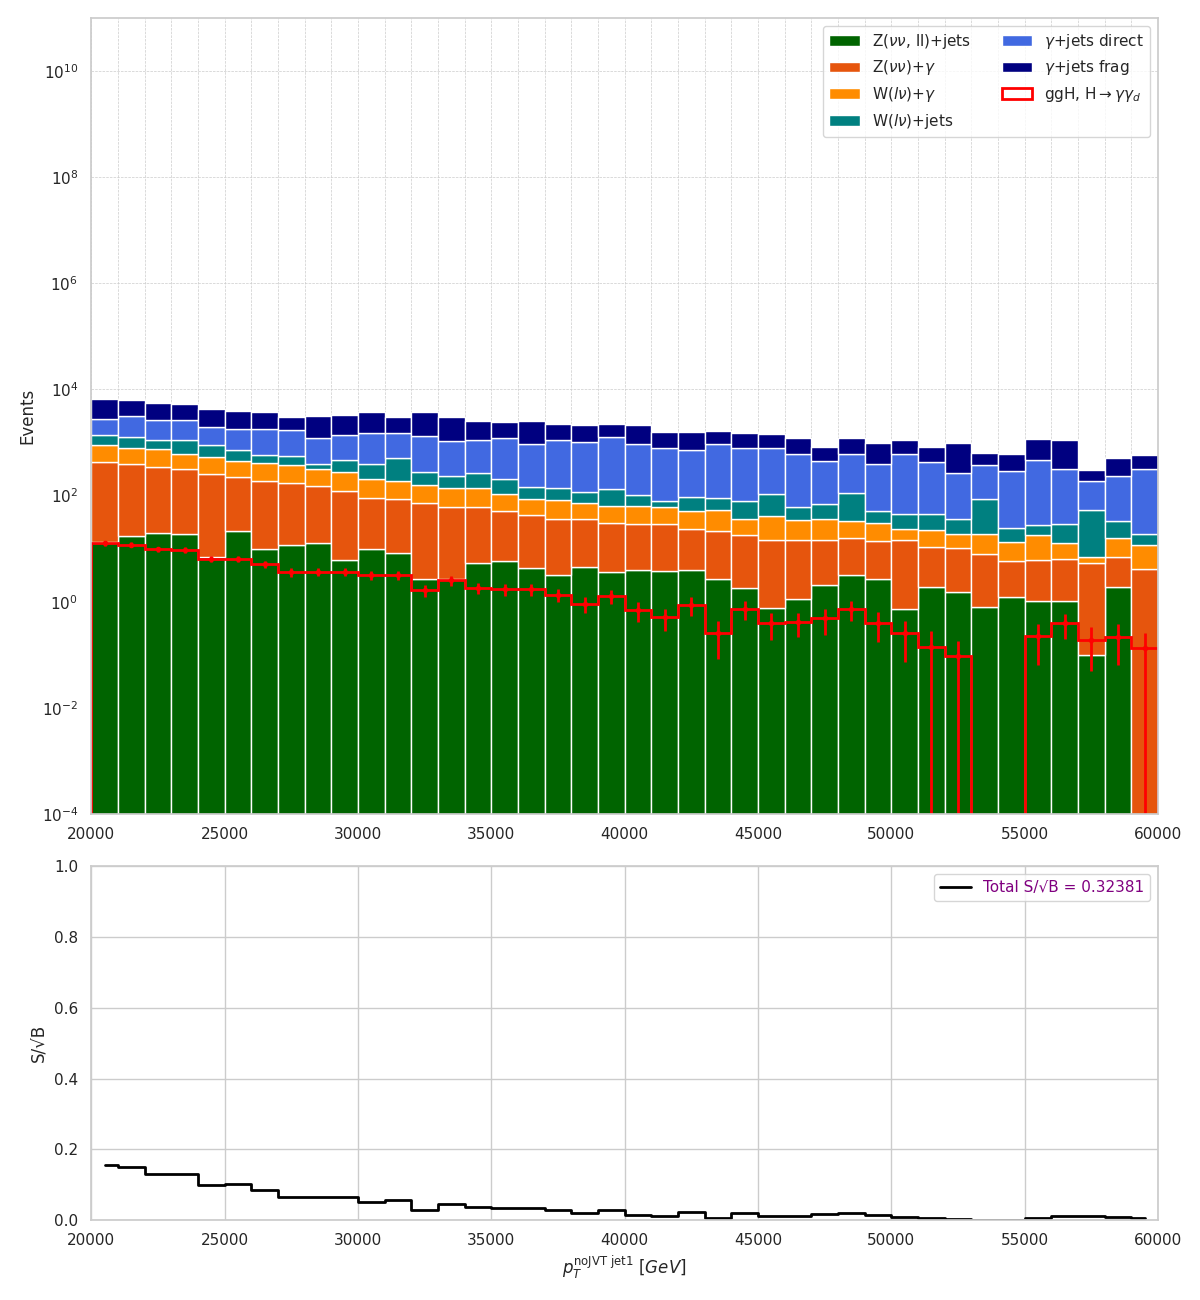 Z(νν, ll)+jets
Z(νν)+γ
W(lν)+γ
W(lν)+jets
γ+jets direct
γ+jets frag
ggH, H→γγ_d
Events
10^10
10^8
10^6
10^4
10^2
10^0
10^−2
10^−4
20000 25000 30000 35000 40000 45000 50000 55000 60000
Total S/√B = 0.32381
S/√B
1.0
0.8
0.6
0.4
0.2
0.0
20000 25000 30000 35000 40000 45000 50000 55000 60000
p_T^noJVT jet1 [GeV]